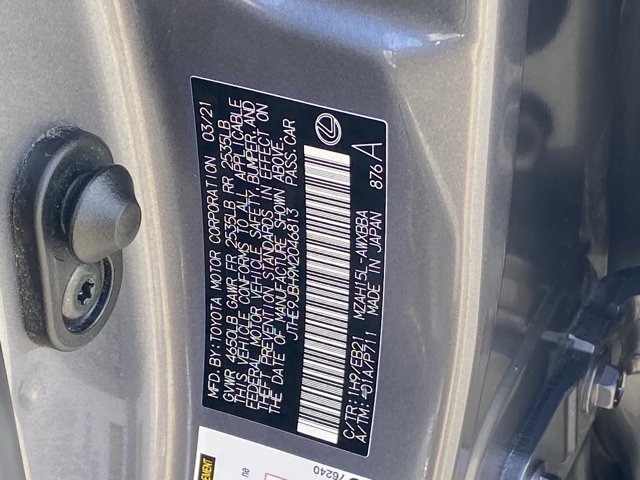 MFD. BY: TOYOTA MOTOR CORPORATION 03/21
GVWR 4650LB GAWR FR 2535LB RR 2535LB
THIS VEHICLE CONFORMS TO ALL APPLICABLE
FEDERAL MOTOR VEHICLE SAFETY, BUMPER, AND
THEFT PREVENTION STANDARDS IN EFFECT ON
THE DATE OF MANUFACTURE SHOWN ABOVE.
JTHE9JBH9M2046813 PASS. CAR
C/TR: 1H9/EB21 MZAH15L-AWXBBA
A/TM: -01A/P711 MADE IN JAPAN 876 A
76240